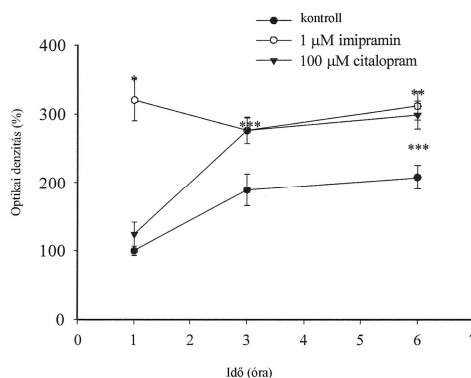 kontroll
1 µM imipramin
100 µM citalopram
400
300
200
100
0
*
***
**
***
0 1 2 3 4 5 6 7
Optikai denzitás (%)
Idő (óra)